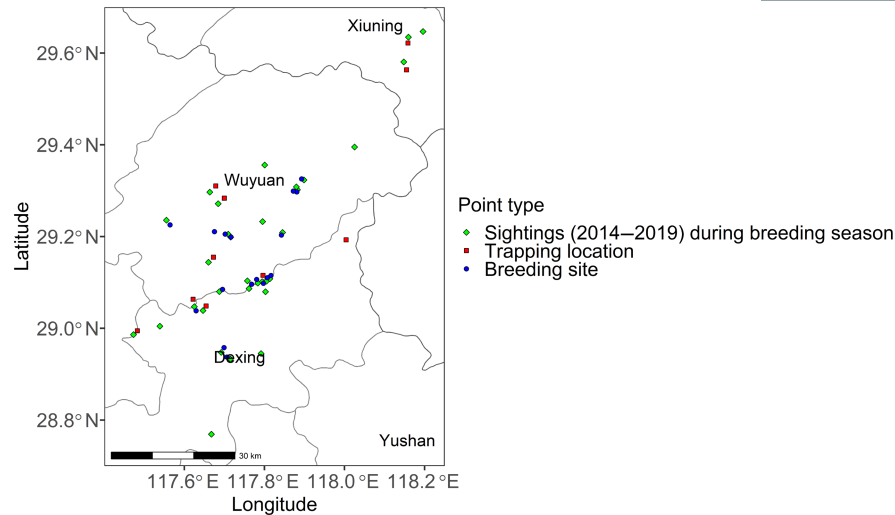 Xiuning
29.6° N
29.4° N
Wuyuan
29.2° N
29.0° N
Dexing
28.8° N
Yushan
30 km
117.6° E 117.8° E 118.0° E 118.2° E
Longitude
Latitude
Point type
Sightings (2014–2019) during breeding season
Trapping location
Breeding site